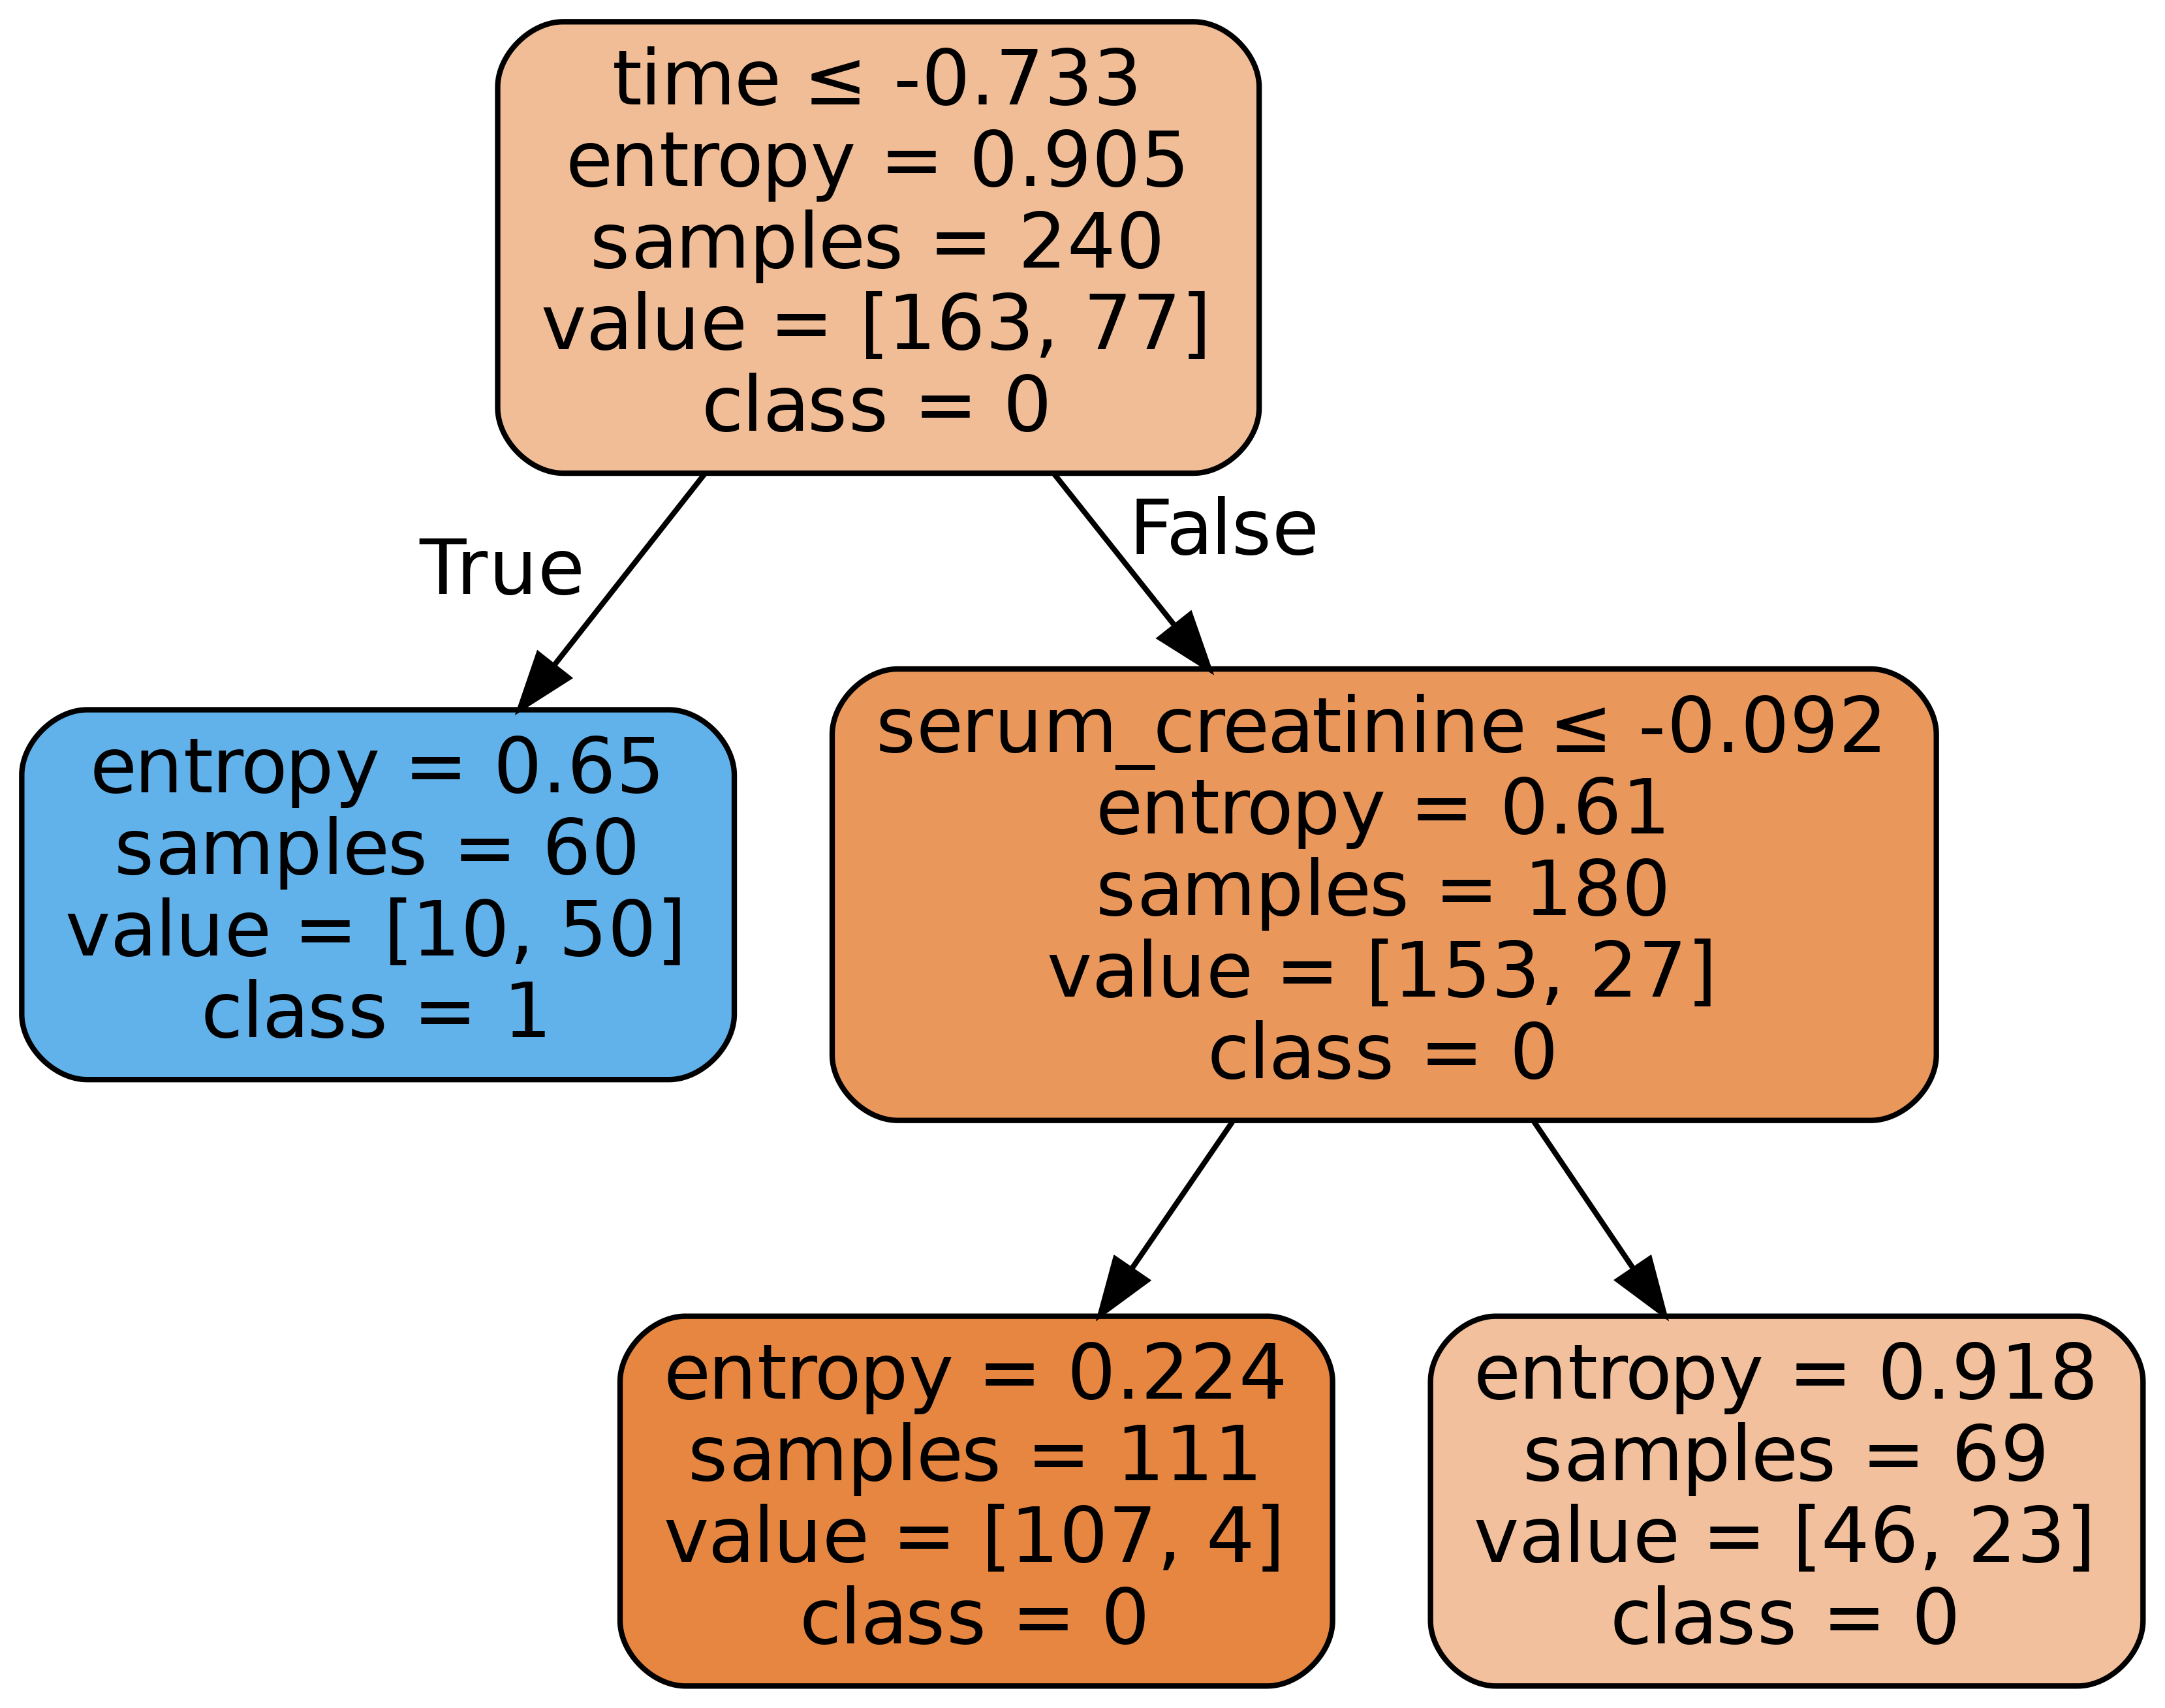 time ≤ -0.733
entropy = 0.905
samples = 240
value = [163, 77]
class = 0
True
False
entropy = 0.65
samples = 60
value = [10, 50]
class = 1
serum_creatinine ≤ -0.092
entropy = 0.61
samples = 180
value = [153, 27]
class = 0
entropy = 0.224
samples = 111
value = [107, 4]
class = 0
entropy = 0.918
samples = 69
value = [46, 23]
class = 0